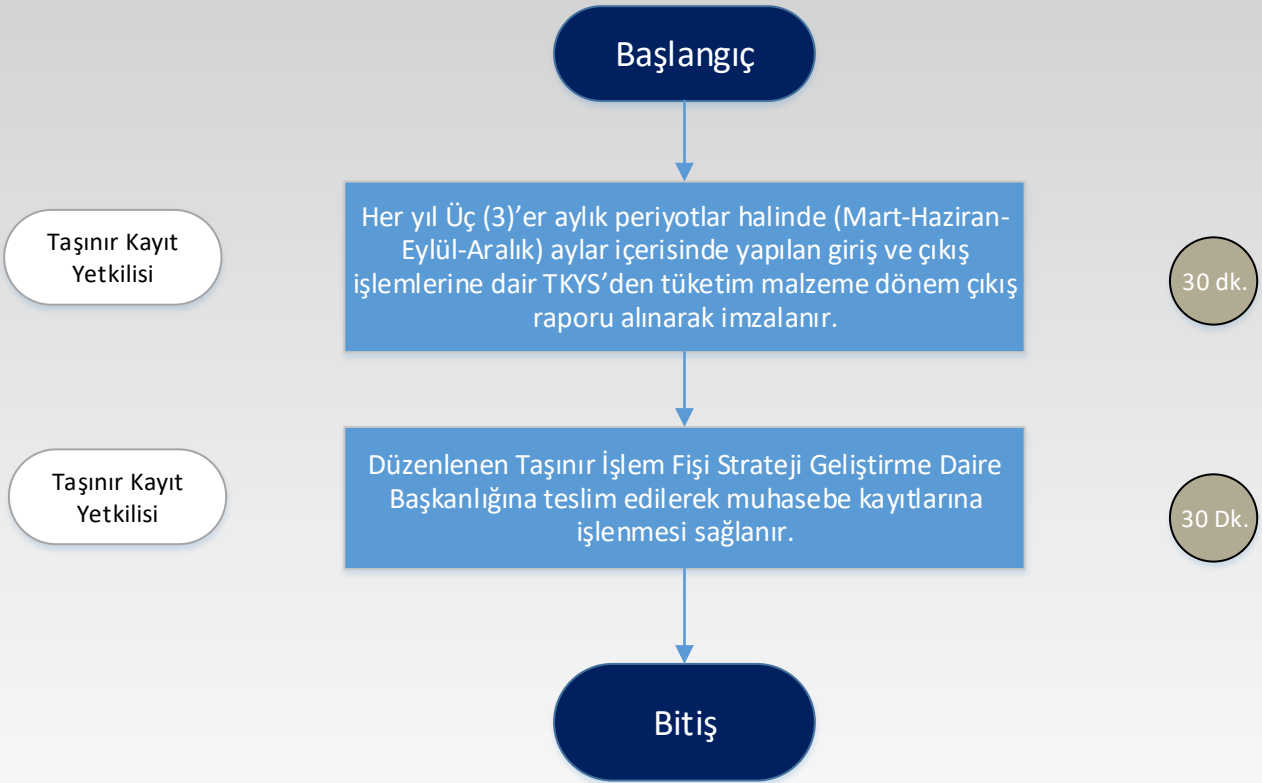 Başlangıç
Taşınır Kayıt
Yetkilisi
Her yıl Üç (3)’er aylık periyotlar halinde (Mart-Haziran-
Eylül-Aralık) aylar içerisinde yapılan giriş ve çıkış
işlemlerine dair TKYS’den tüketim malzeme dönem çıkış
raporu alınarak imzalanır.
30 dk.
Taşınır Kayıt
Yetkilisi
Düzenlenen Taşınır İşlem Fişi Strateji Geliştirme Daire
Başkanlığına teslim edilerek muhasebe kayıtlarına
işlenmesi sağlanır.
30 Dk.
Bitiş